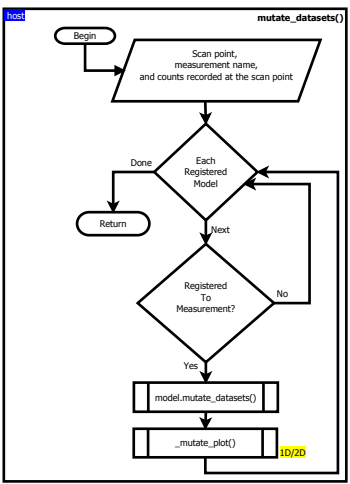 host
mutate_datasets()
Begin
Scan point,
measurement name,
and counts recorded at the scan point
Each
Registered
Model
Done
Return
Next
Registered
To
Measurement?
No
Yes
model.mutate_datasets()
_mutate_plot()
1D/2D